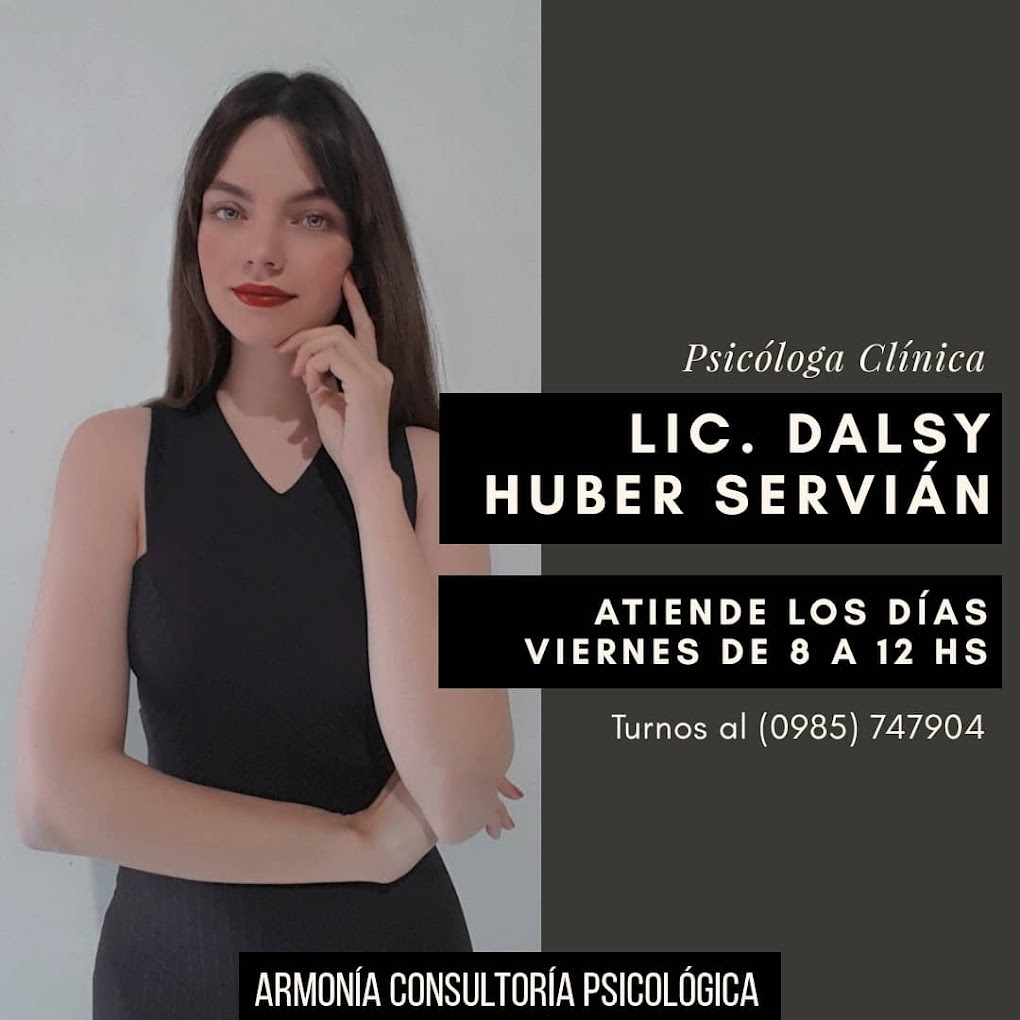 Psicóloga Clínica
LIC. DALSY
HUBER SERVIÁN
ATIENDE LOS DÍAS
VIERNES DE 8 A 12 HS
Turnos al (0985) 747904
ARMONÍA CONSULTORÍA PSICOLÓGICA